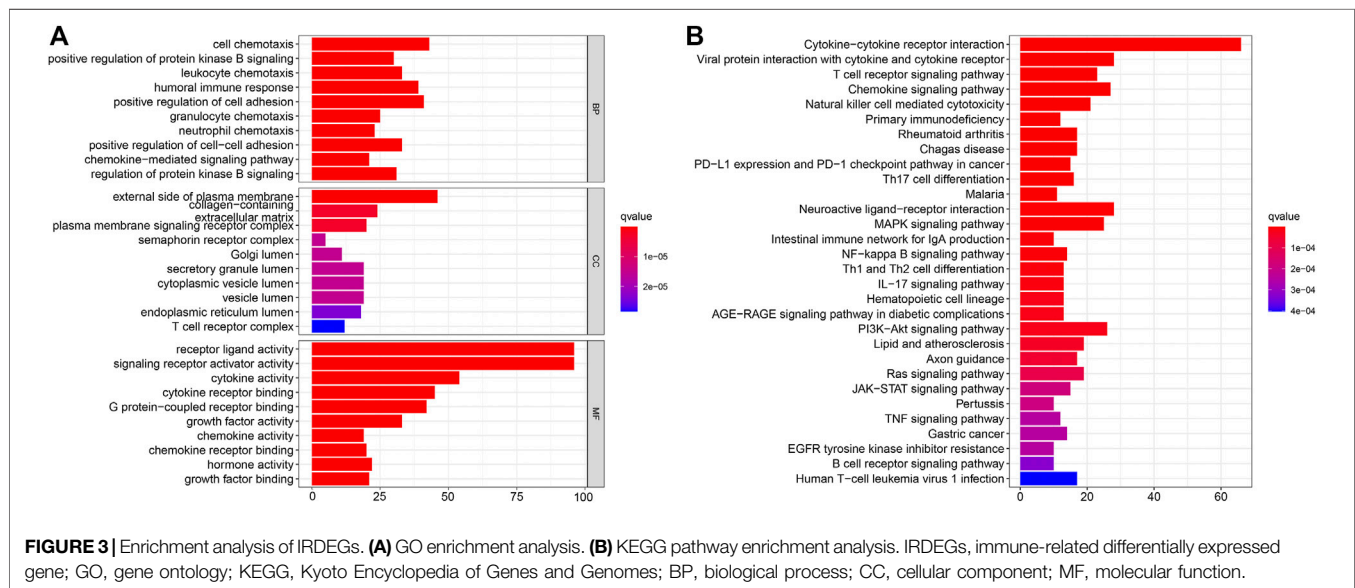 A
cell chemotaxis
positive regulation of protein kinase B signaling
leukocyte chemotaxis
humoral immune response
positive regulation of cell adhesion
granulocyte chemotaxis
neutrophil chemotaxis
positive regulation of cell−cell adhesion
chemokine−mediated signaling pathway
regulation of protein kinase B signaling
BP
external side of plasma membrane
collagen−containing
extracellular matrix
plasma membrane signaling receptor complex
semaphorin receptor complex
Golgi lumen
secretory granule lumen
cytoplasmic vesicle lumen
vesicle lumen
endoplasmic reticulum lumen
T cell receptor complex
CC
receptor ligand activity
signaling receptor activator activity
cytokine activity
cytokine receptor binding
G protein−coupled receptor binding
growth factor activity
chemokine activity
chemokine receptor binding
hormone activity
growth factor binding
MF
0 25 50 75 100
qvalue
1e−05
2e−05
B
Cytokine−cytokine receptor interaction
Viral protein interaction with cytokine and cytokine receptor
T cell receptor signaling pathway
Chemokine signaling pathway
Natural killer cell mediated cytotoxicity
Primary immunodeficiency
Rheumatoid arthritis
Chagas disease
PD−L1 expression and PD−1 checkpoint pathway in cancer
Th17 cell differentiation
Malaria
Neuroactive ligand−receptor interaction
MAPK signaling pathway
Intestinal immune network for IgA production
NF−kappa B signaling pathway
Th1 and Th2 cell differentiation
IL−17 signaling pathway
Hematopoietic cell lineage
AGE−RAGE signaling pathway in diabetic complications
PI3K−Akt signaling pathway
Lipid and atherosclerosis
Axon guidance
Ras signaling pathway
JAK−STAT signaling pathway
Pertussis
TNF signaling pathway
Gastric cancer
EGFR tyrosine kinase inhibitor resistance
B cell receptor signaling pathway
Human T−cell leukemia virus 1 infection
0 20 40 60
qvalue
1e−04
2e−04
3e−04
4e−04
FIGURE 3 | Enrichment analysis of IRDEGs. (A) GO enrichment analysis. (B) KEGG pathway enrichment analysis. IRDEGs, immune-related differentially expressed
gene; GO, gene ontology; KEGG, Kyoto Encyclopedia of Genes and Genomes; BP, biological process; CC, cellular component; MF, molecular function.